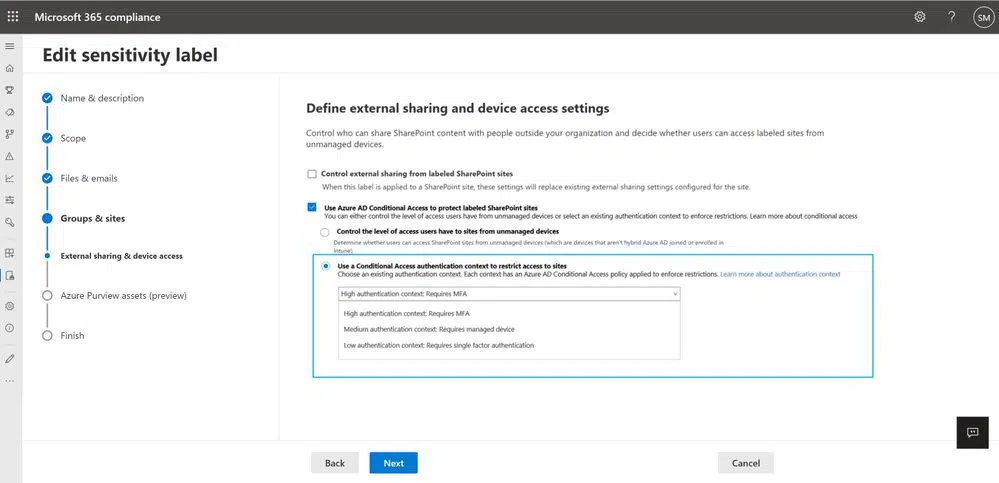 Microsoft 365 compliance
?
SM
Edit sensitivity label
Name & description
Scope
Files & emails
Groups & sites
External sharing & device access
Azure Purview assets (preview)
Finish
Define external sharing and device access settings
Control who can share SharePoint content with people outside your organization and decide whether users can access labeled sites from
unmanaged devices.
Control external sharing from labeled SharePoint sites
When this label is applied to a SharePoint site, these settings will replace existing external sharing settings configured for the site.
Use Azure AD Conditional Access to protect labeled SharePoint sites
You can either control the level of access users have from unmanaged devices or select an existing authentication context to enforce restrictions. Learn more about conditional access
Control the level of access users have to sites from unmanaged devices
Determine whether users can access SharePoint sites from unmanaged devices (which are devices that aren't hybrid Azure AD joined or enrolled in
Intune).
Use a Conditional Access authentication context to restrict access to sites
Choose an existing authentication context. Each context has an Azure AD Conditional Access policy applied to enforce restrictions. Learn more about authentication context
High authentication context: Requires MFA
High authentication context: Requires MFA
Medium authentication context: Requires managed device
Low authentication context: Requires single factor authentication
Back
Next
Cancel